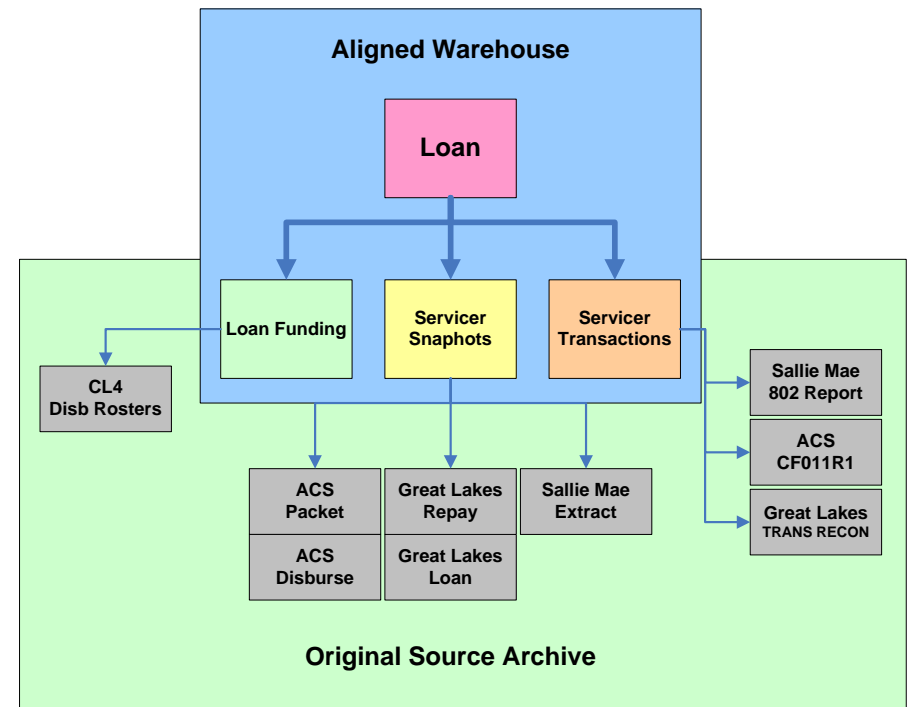 Aligned Warehouse
Loan
Loan Funding
Servicer
Snaphots
Servicer
Transactions
CL4
Disb Rosters
Sallie Mae
802 Report
ACS
CF011R1
Great Lakes
TRANS RECON
ACS
Packet
Great Lakes
Repay
Sallie Mae
Extract
ACS
Disburse
Great Lakes
Loan
Original Source Archive